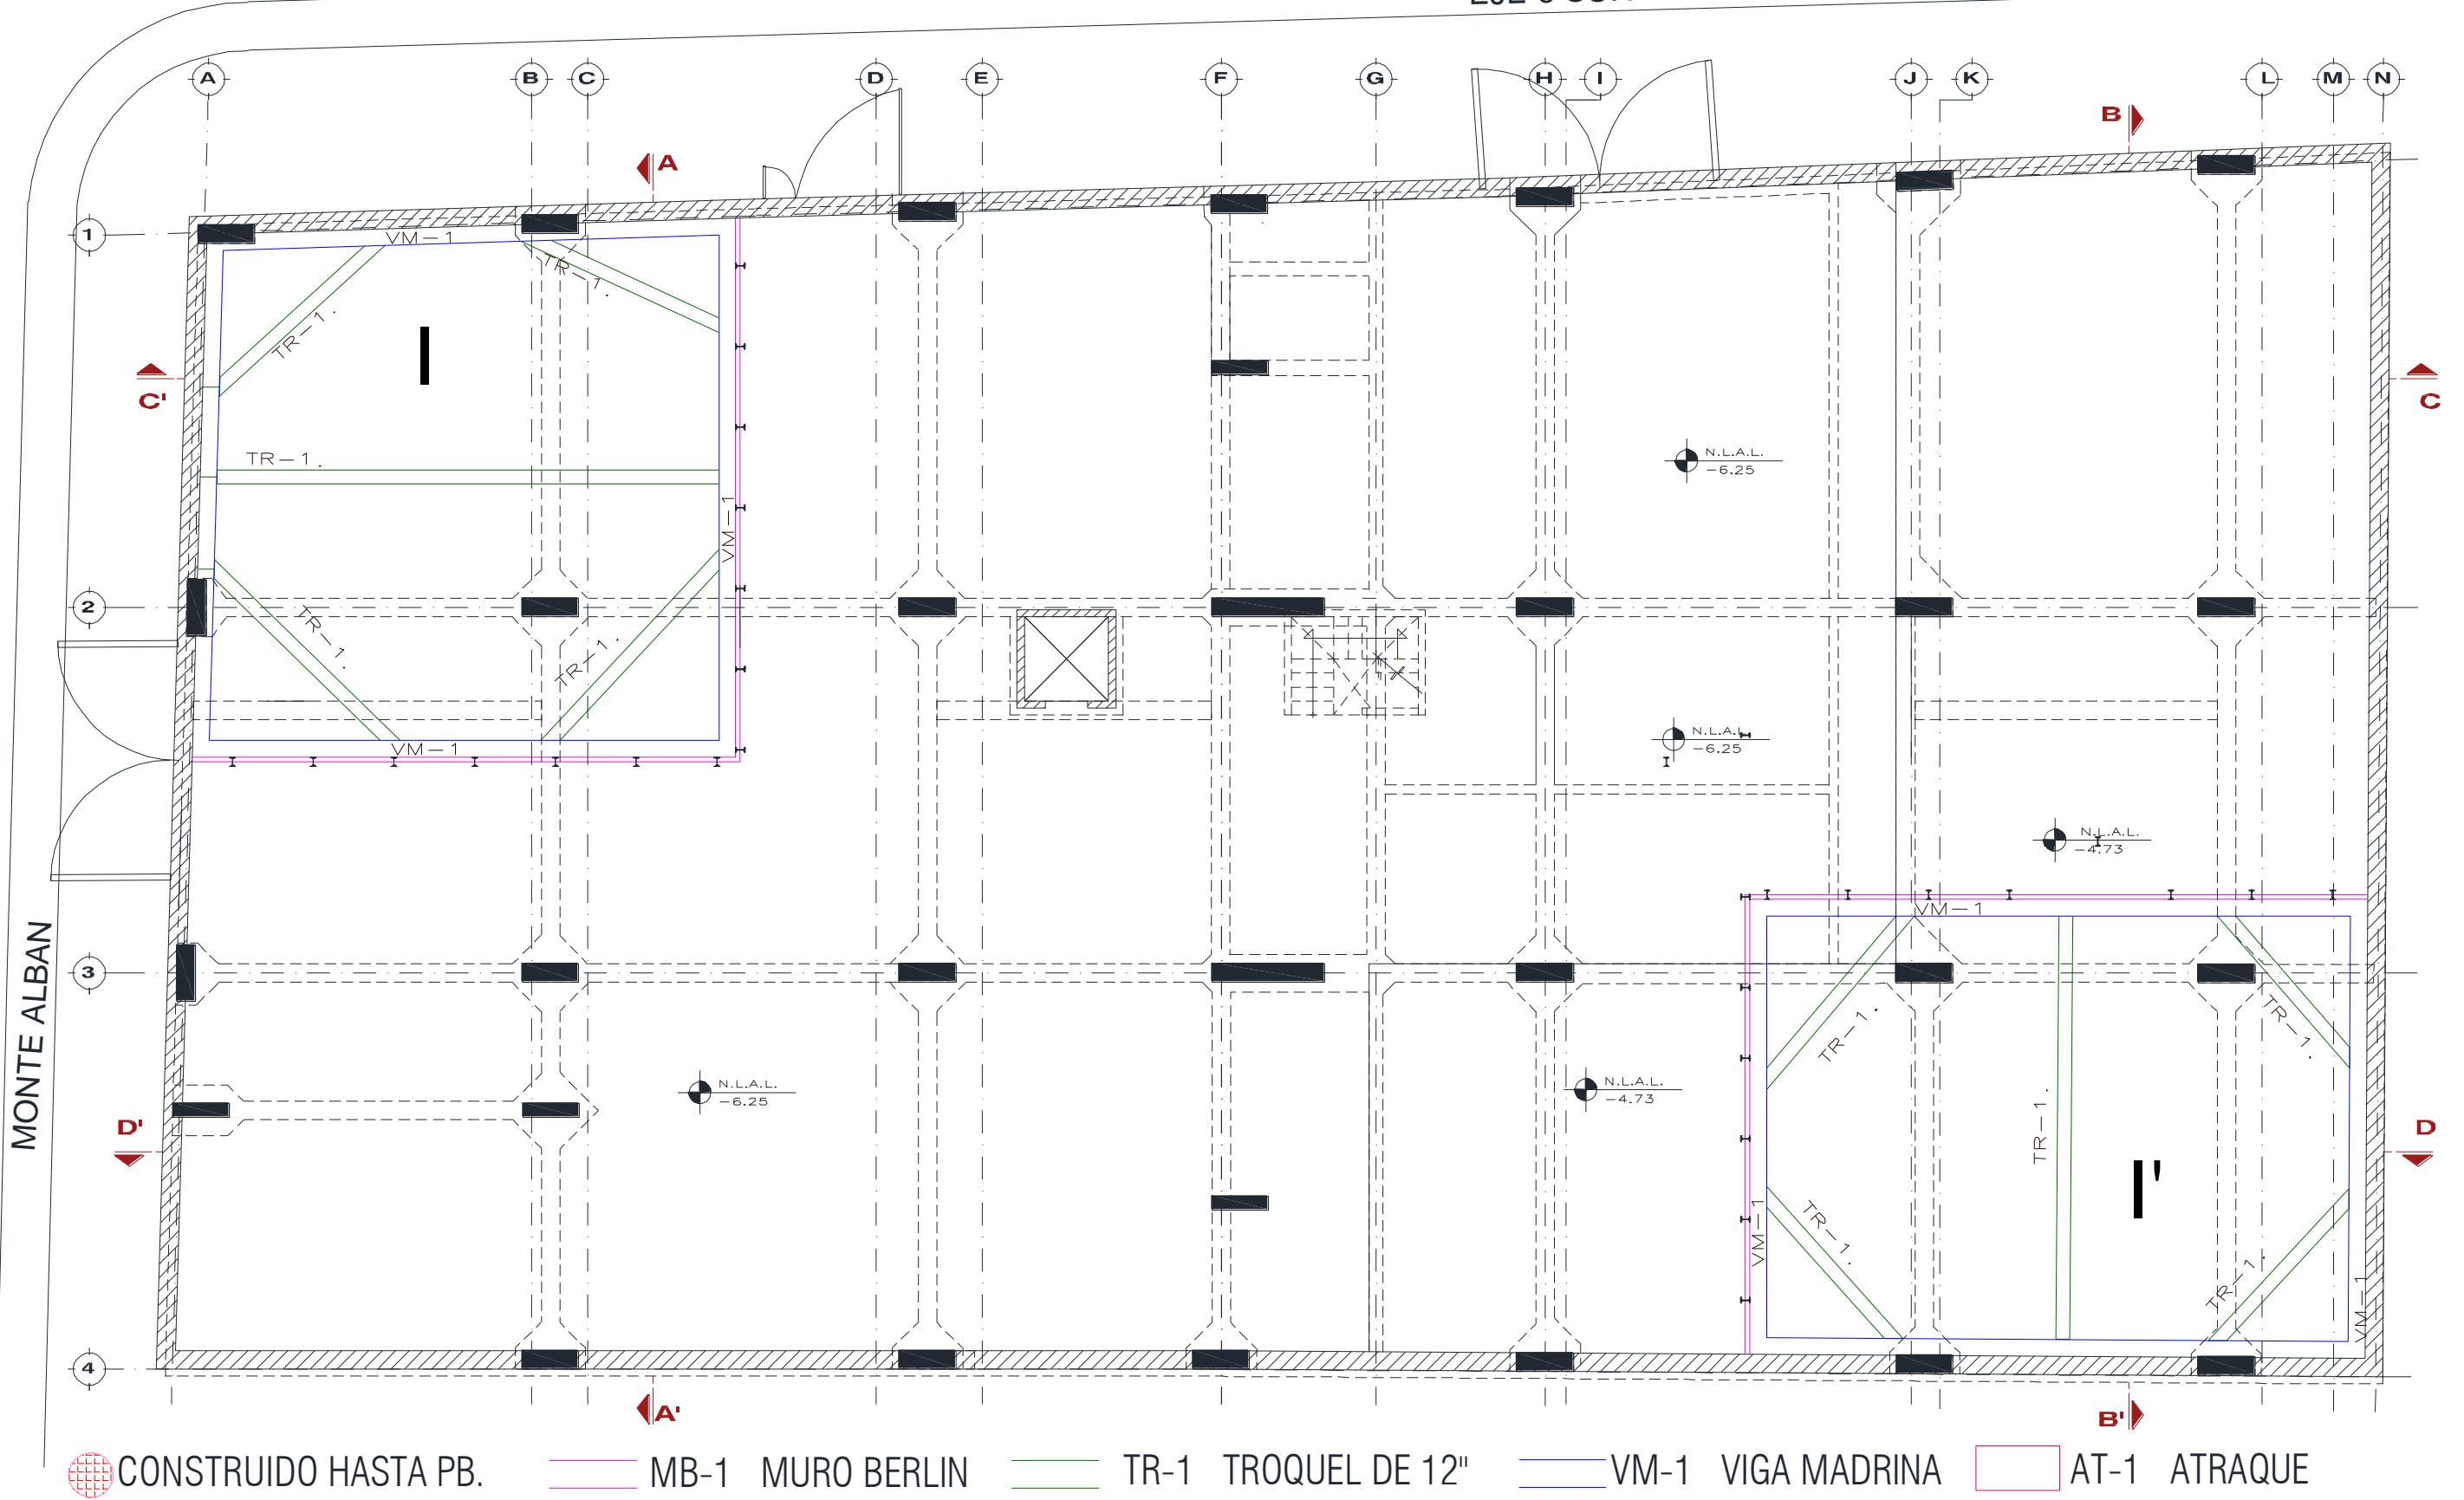 A B C D E F G H I J K L M N
B
A
A
1
VM-1
TR-1.
TR-1.
I
C'
C
N.L.A.L.
-6.25
TR-1.
VM-1
2
TR-1.
TR-1.
N.L.A.L.
-6.25
VM-1
N.L.A.L.
-4.73
VM-1
MONTE ALBAN
3
TR-1.
TR-1.
N.L.A.L.
-6.25
N.L.A.L.
-4.73
TR-1.
D'
D
I'
VM-1
TR-1.
TR-1.
VM-1
4
A'
B'
CONSTRUIDO HASTA PB.
MB-1 MURO BERLIN
TR-1 TROQUEL DE 12"
VM-1 VIGA MADRINA
AT-1 ATRAQUE